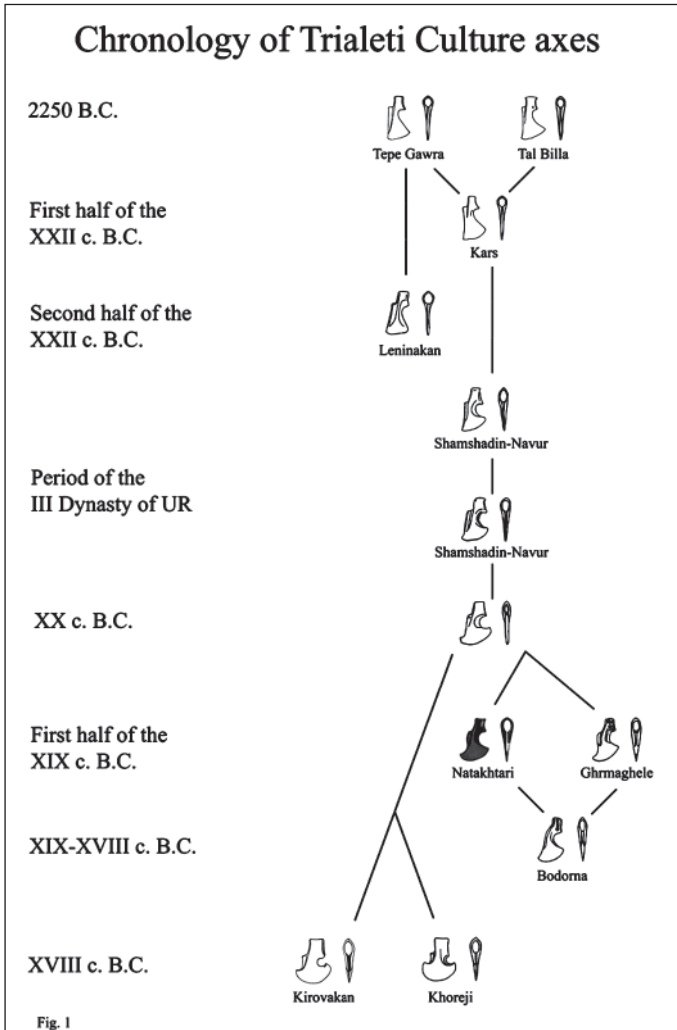 Chronology of Trialeti Culture axes
2250 B.C.
Tepe Gawra
Tal Billa
First half of the
XXII c. B.C.
Kars
Second half of the
XXII c. B.C.
Leninakan
Shamshadin-Navur
Period of the
III Dynasty of UR
Shamshadin-Navur
XX c. B.C.
First half of the
XIX c. B.C.
Natakhtari
Ghrmaghele
XIX-XVIII c. B.C.
Bodorna
XVIII c. B.C.
Kirovakan
Khoreji
Fig. 1